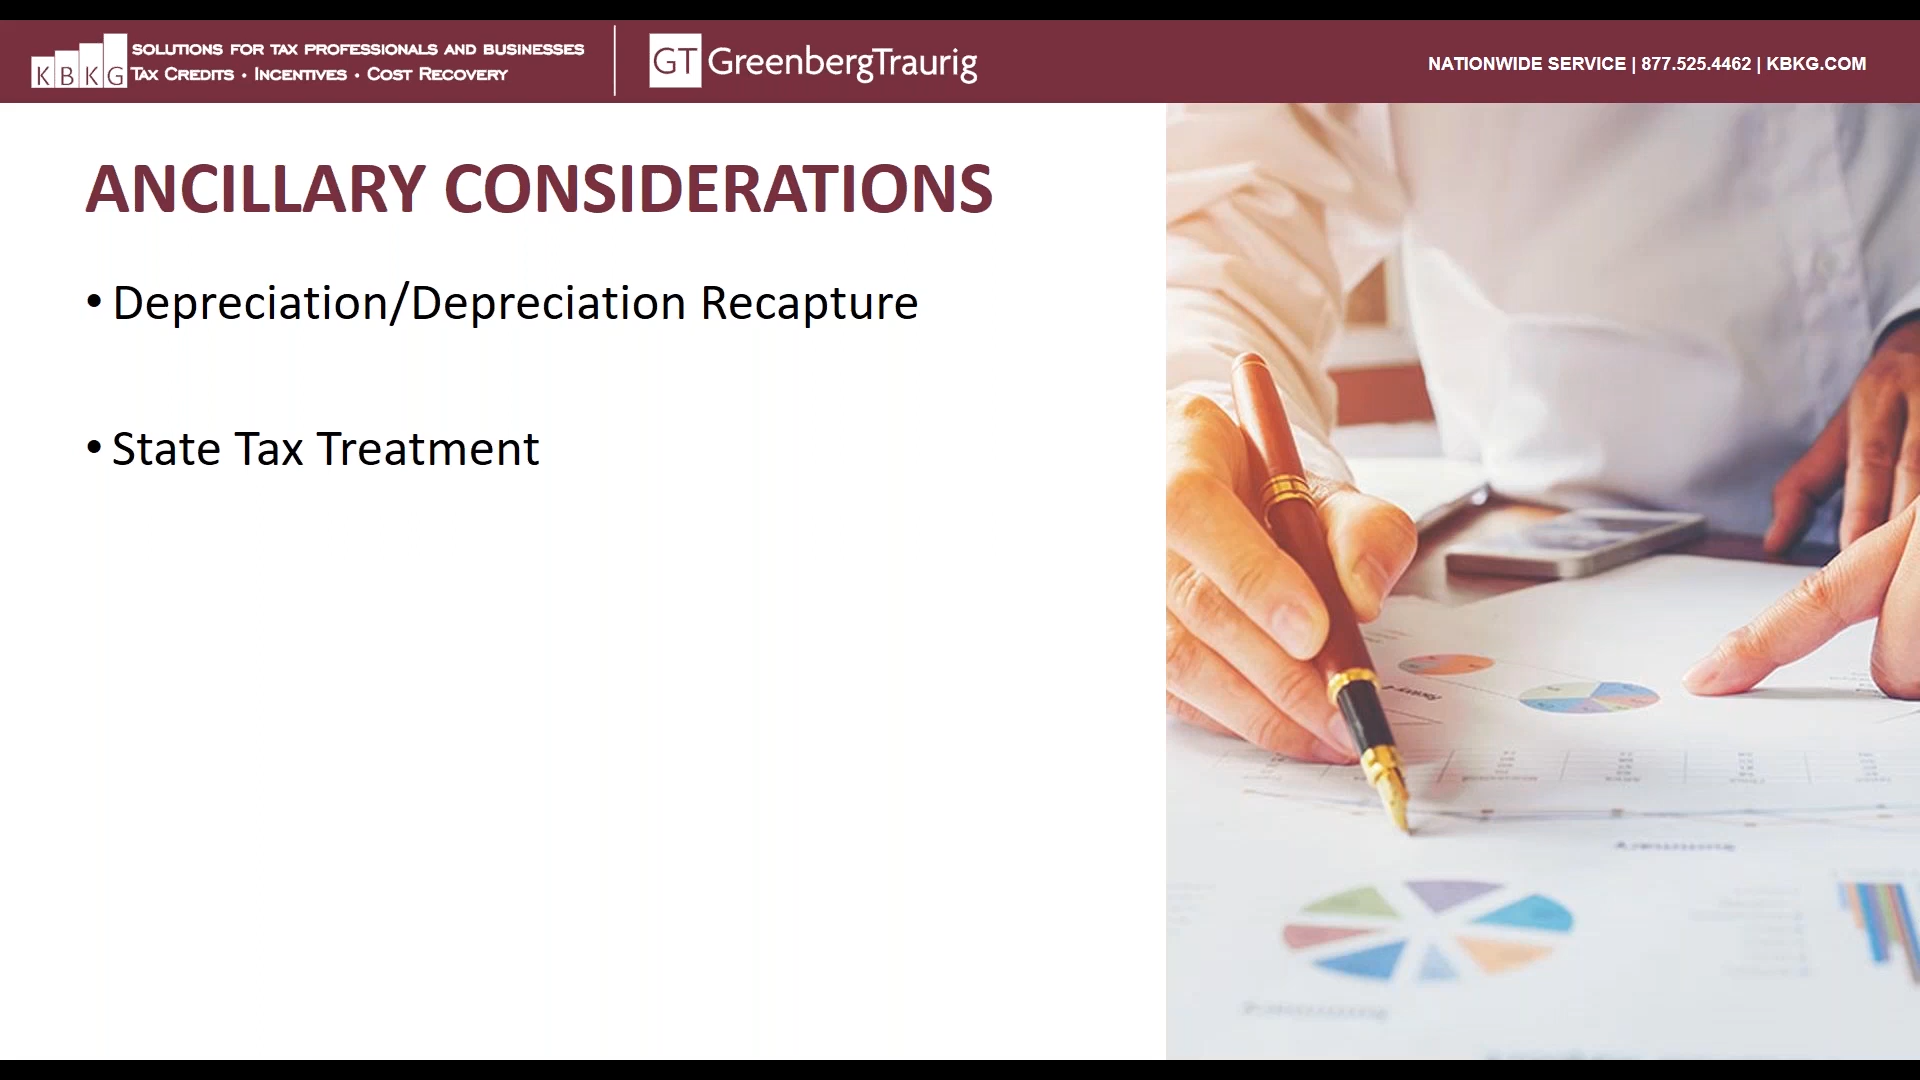 KBKG
SOLUTIONS FOR TAX PROFESSIONALS AND BUSINESSES
TAX CREDITS • INCENTIVES • COST RECOVERY
GT GreenbergTraurig
NATIONWIDE SERVICE | 877.525.4462 | KBKG.COM
ANCILLARY CONSIDERATIONS
• Depreciation/Depreciation Recapture
• State Tax Treatment